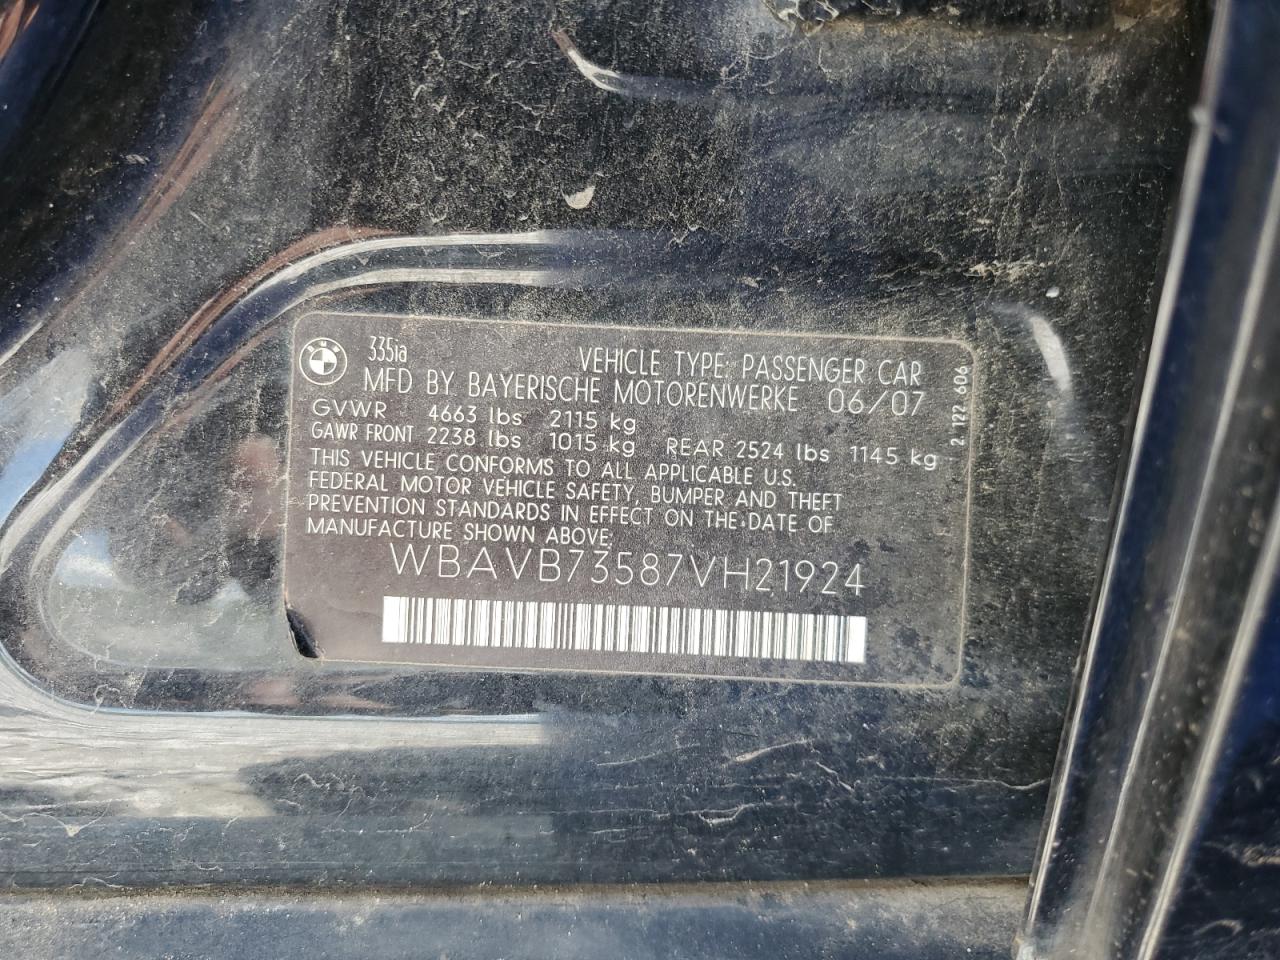 BMW
335ia
VEHICLE TYPE: PASSENGER CAR
MFD BY BAYERISCHE MOTORENWERKE 06/07
GVWR 4663 lbs 2115 kg
GAWR FRONT 2238 lbs 1015 kg REAR 2524 lbs 1145 kg
THIS VEHICLE CONFORMS TO ALL APPLICABLE U.S.
FEDERAL MOTOR VEHICLE SAFETY, BUMPER AND THEFT
PREVENTION STANDARDS IN EFFECT ON THE DATE OF
MANUFACTURE SHOWN ABOVE:
WBAVB73587VH21924
2 122 606